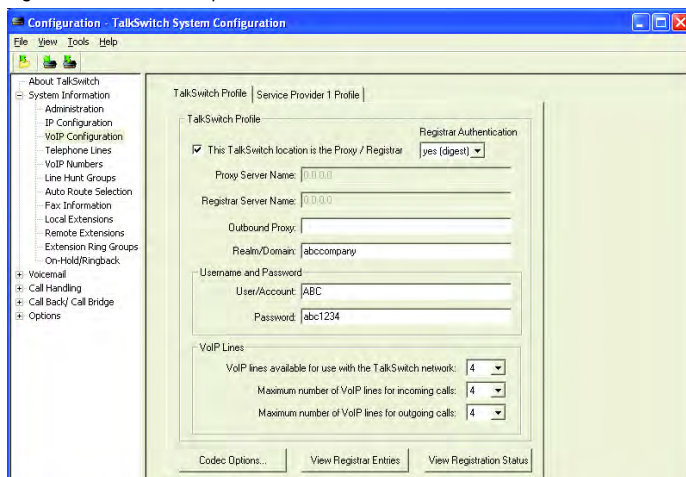 Configuration - TalkSwitch System Configuration
File View Tools Help
About TalkSwitch
System Information
Administration
IP Configuration
VoIP Configuration
Telephone Lines
VoIP Numbers
Line Hunt Groups
Auto Route Selection
Fax Information
Local Extensions
Remote Extensions
Extension Ring Groups
On-Hold/Ringback
Voicemail
Call Handling
Call Back/ Call Bridge
Options
TalkSwitch Profile Service Provider 1 Profile
TalkSwitch Profile
Registrar Authentication
This TalkSwitch location is the Proxy / Registrar yes (digest)
Proxy Server Name: 0.0.0.0
Registrar Server Name: 0.0.0.0
Outbound Proxy:
Realm/Domain: abccompany
Username and Password
User/Account: ABC
Password: abc1234
VoIP Lines
VoIP lines available for use with the TalkSwitch network: 4
Maximum number of VoIP lines for incoming calls: 4
Maximum number of VoIP lines for outgoing calls: 4
Codec Options... View Registrar Entries View Registration Status